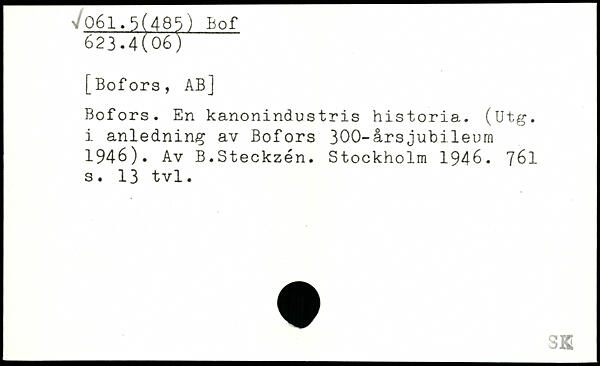 √061.5(485) Bof
623.4(06)
[Bofors, AB]
Bofors. En kanonindustris historia. (Utg.
i anledning av Bofors 300-årsjubileum
1946). Av B.Steckzén. Stockholm 1946. 761
s. 13 tvl.
SK